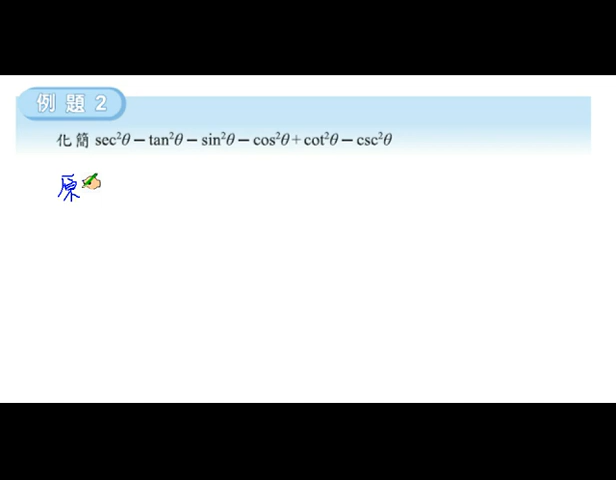 例題 2
化簡 sec²θ − tan²θ − sin²θ − cos²θ + cot²θ − csc²θ
原